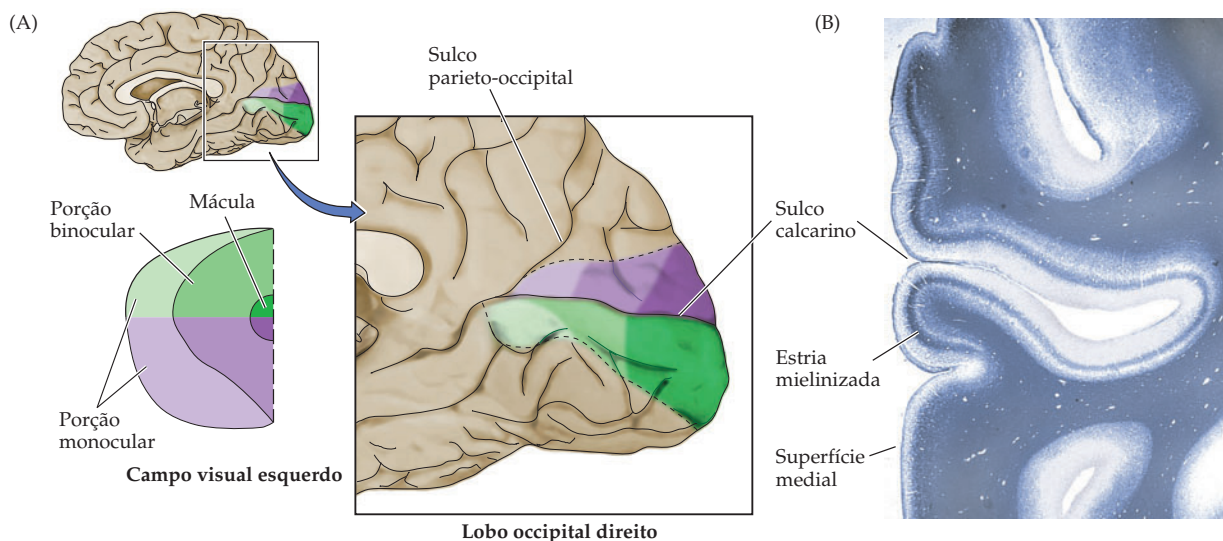 (A)
Sulco
parieto-occipital
Porção
binocular
Mácula
Porção
monocular
Campo visual esquerdo
Lobo occipital direito
Sulco
calcarino
Estria
mielinizada
Superfície
medial
(B)